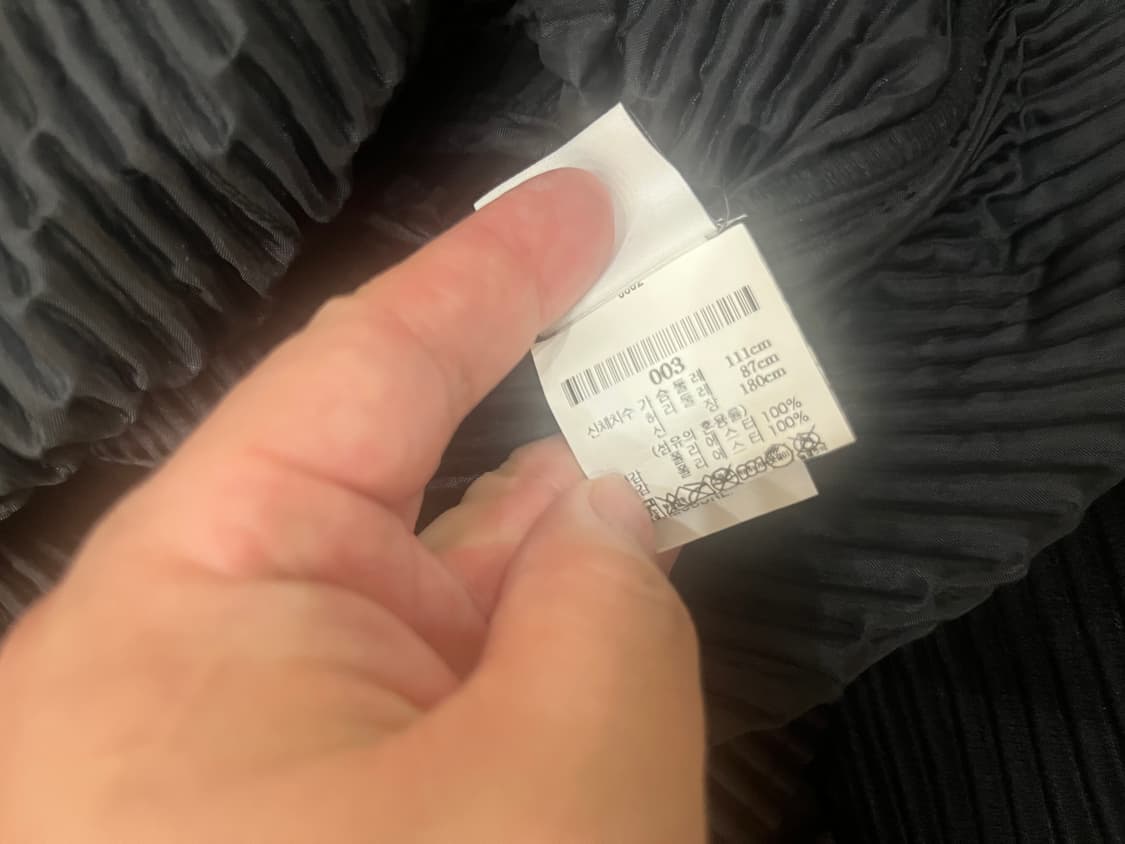 003
신체치수 가슴둘레 111cm
허리둘레 87cm
신장 180cm
(섬유의 혼용률)
폴리에스터 100%
폴리에스터 100%